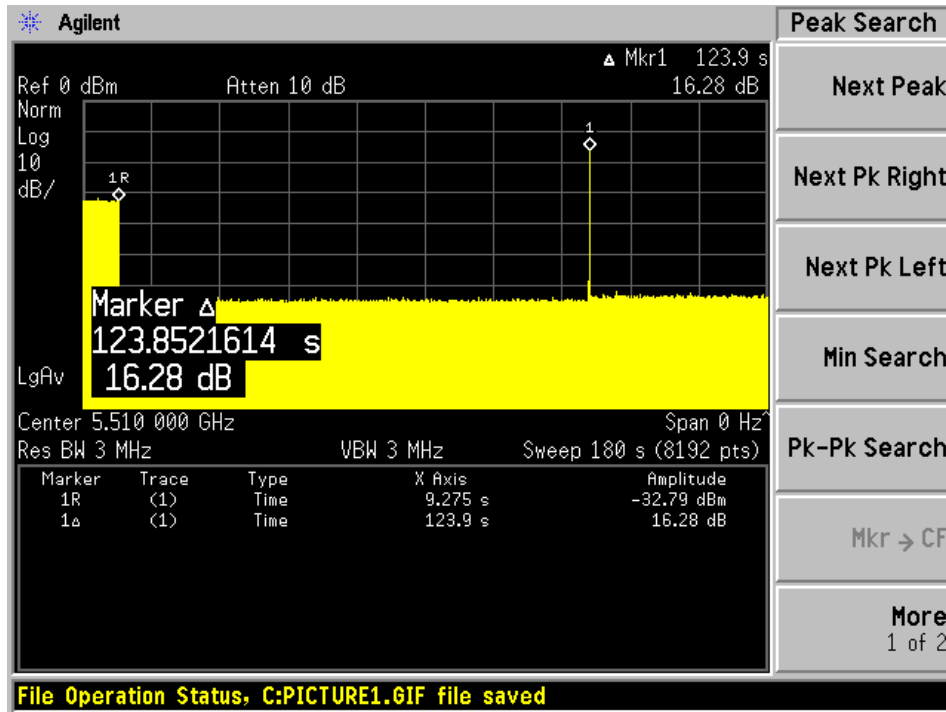 Agilent
Peak Search
Δ Mkr1 123.9 s
Ref 0 dBm Atten 10 dB 16.28 dB
Norm
Log
10
dB/
1R
1
Marker Δ
123.8521614 s
16.28 dB
LgAv
Center 5.510 000 GHz Span 0 Hz^
Res BW 3 MHz VBW 3 MHz Sweep 180 s (8192 pts)
Marker Trace Type X Axis Amplitude
1R (1) Time 9.275 s -32.79 dBm
1Δ (1) Time 123.9 s 16.28 dB
Next Peak
Next Pk Right
Next Pk Left
Min Search
Pk-Pk Search
Mkr → CF
More
1 of 2
File Operation Status, C:PICTURE1.GIF file saved